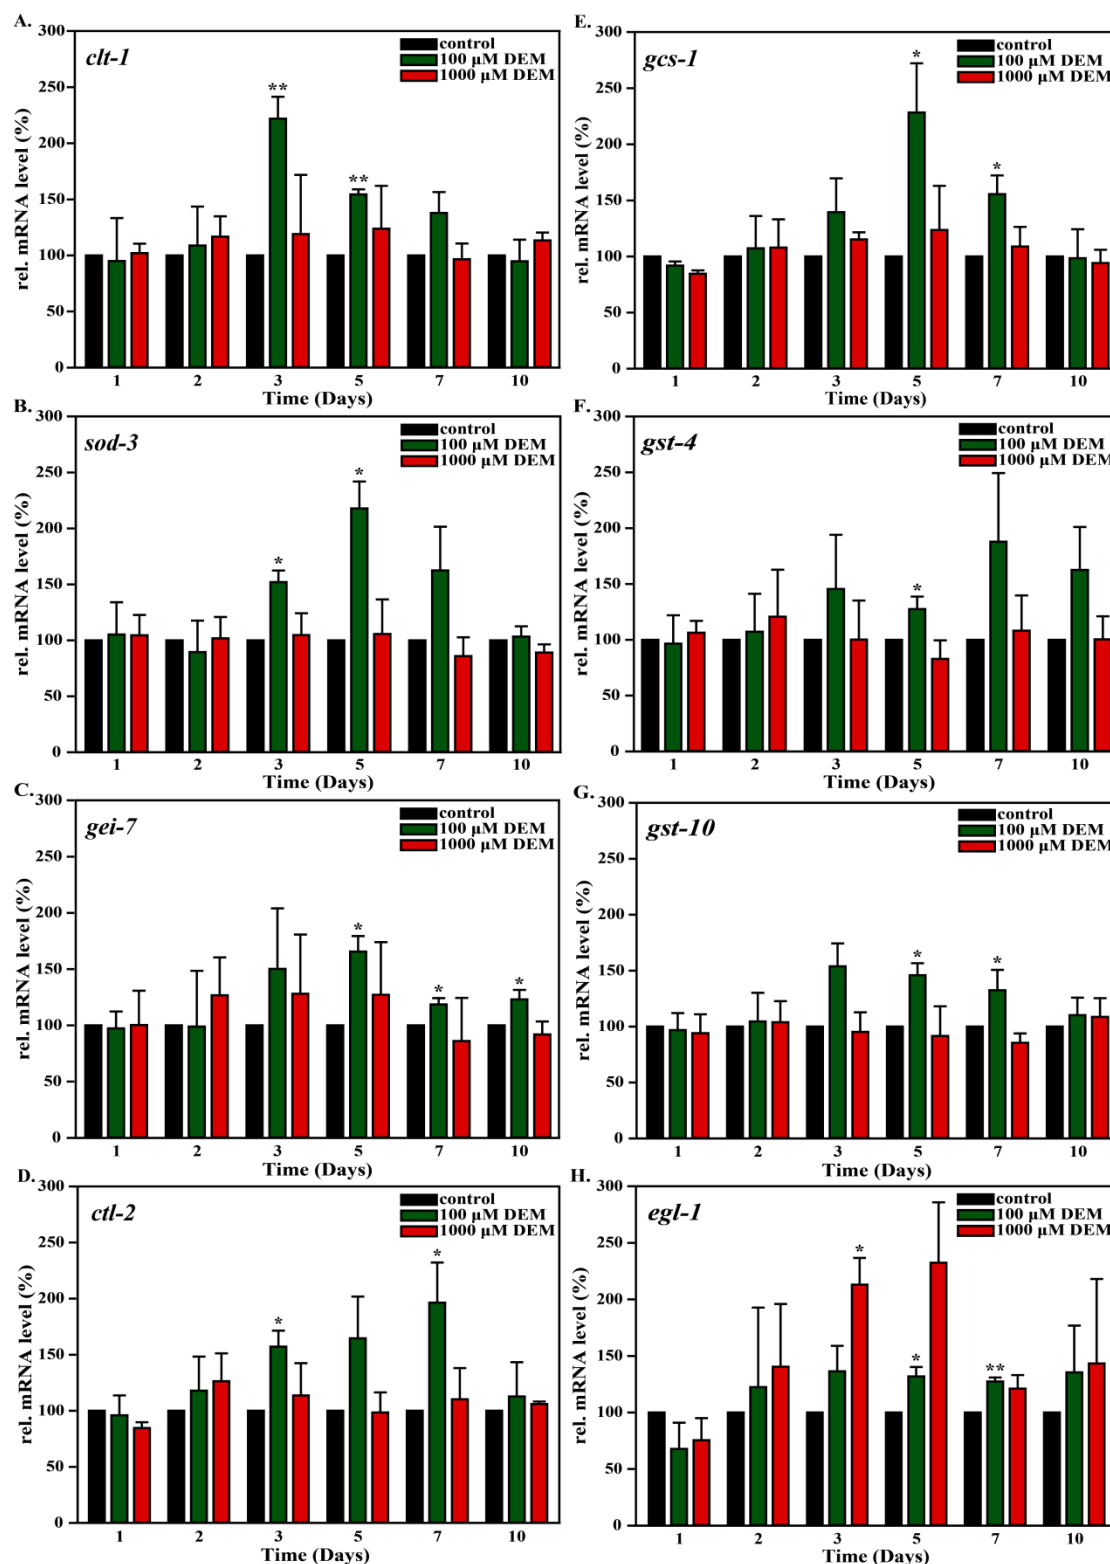 A.
clt-1
control
100 µM DEM
1000 µM DEM
rel. mRNA level (%)
300
250
200
150
100
50
0
**
**
1 2 3 5 7 10
Time (Days)
B.
sod-3
control
100 µM DEM
1000 µM DEM
rel. mRNA level (%)
300
250
200
150
100
50
0
*
*
1 2 3 5 7 10
Time (Days)
C.
gei-7
control
100 µM DEM
1000 µM DEM
rel. mRNA level (%)
300
250
200
150
100
50
0
*
*
*
1 2 3 5 7 10
Time (Days)
D.
ctl-2
control
100 µM DEM
1000 µM DEM
rel. mRNA level (%)
300
250
200
150
100
50
0
*
*
1 2 3 5 7 10
Time (Days)
E.
gcs-1
control
100 µM DEM
1000 µM DEM
rel. mRNA level (%)
300
250
200
150
100
50
0
*
*
1 2 3 5 7 10
Time (Days)
F.
gst-4
control
100 µM DEM
1000 µM DEM
rel. mRNA level (%)
300
250
200
150
100
50
0
*
1 2 3 5 7 10
Time (Days)
G.
gst-10
control
100 µM DEM
1000 µM DEM
rel. mRNA level (%)
300
250
200
150
100
50
0
*
*
1 2 3 5 7 10
Time (Days)
H.
egl-1
control
100 µM DEM
1000 µM DEM
rel. mRNA level (%)
300
250
200
150
100
50
0
*
*
**
1 2 3 5 7 10
Time (Days)